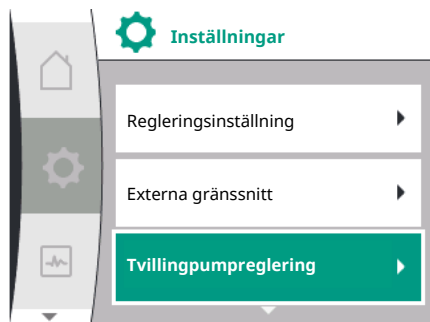 Inställningar
Regleringsinställning
Externa gränssnitt
Tvillingpumpreglering